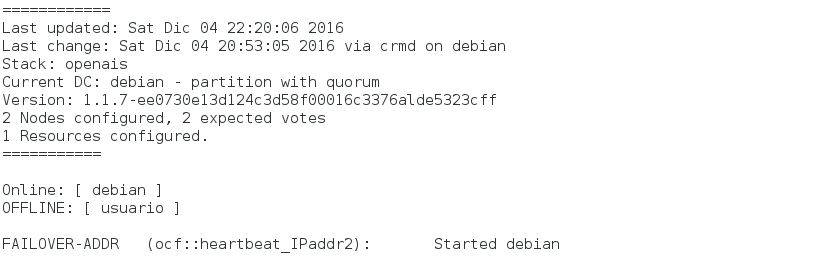 ============
Last updated: Sat Dic 04 22:20:06 2016
Last change: Sat Dic 04 20:53:05 2016 via crmd on debian
Stack: openais
Current DC: debian - partition with quorum
Version: 1.1.7-ee0730e13d124c3d58f00016c3376alde5323cff
2 Nodes configured, 2 expected votes
1 Resources configured.
===========
Online: [ debian ]
OFFLINE: [ usuario ]
FAILOVER-ADDR (ocf::heartbeat_IPaddr2): Started debian